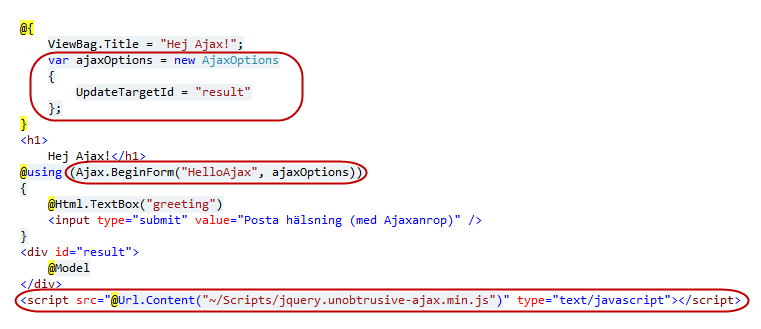 @{
ViewBag.Title = "Hej Ajax!";
var ajaxOptions = new AjaxOptions
{
UpdateTargetId = "result"
};
}
<h1>
Hej Ajax!</h1>
@using (Ajax.BeginForm("HelloAjax", ajaxOptions))
{
@Html.TextBox("greeting")
<input type="submit" value="Posta hälsning (med Ajaxanrop)" />
}
<div id="result">
@Model
</div>
<script src="@Url.Content("~/Scripts/jquery.unobtrusive-ajax.min.js")" type="text/javascript"></script>